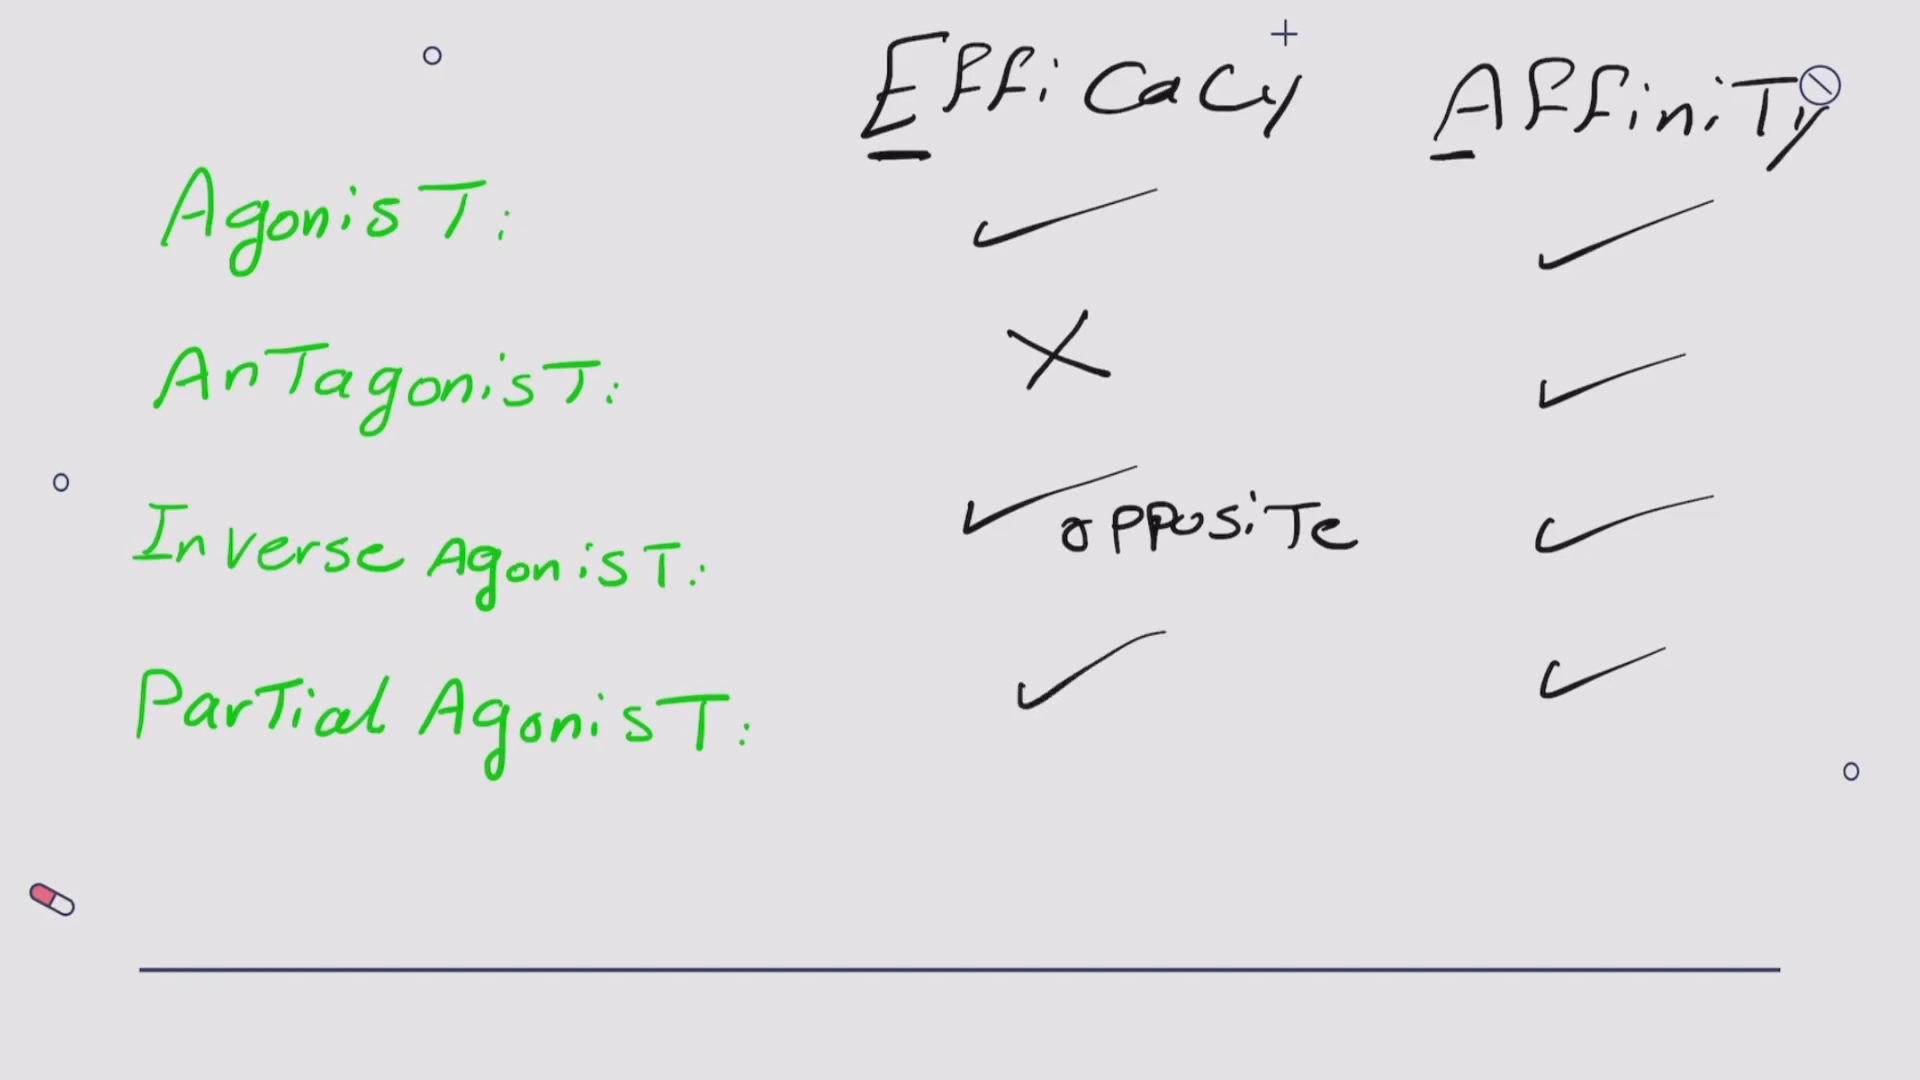 Efficacy Affinity
Agonist: ✓ ✓
Antagonist: X ✓
Inverse Agonist: ✓ opposite ✓
Partial Agonist: ✓ ✓